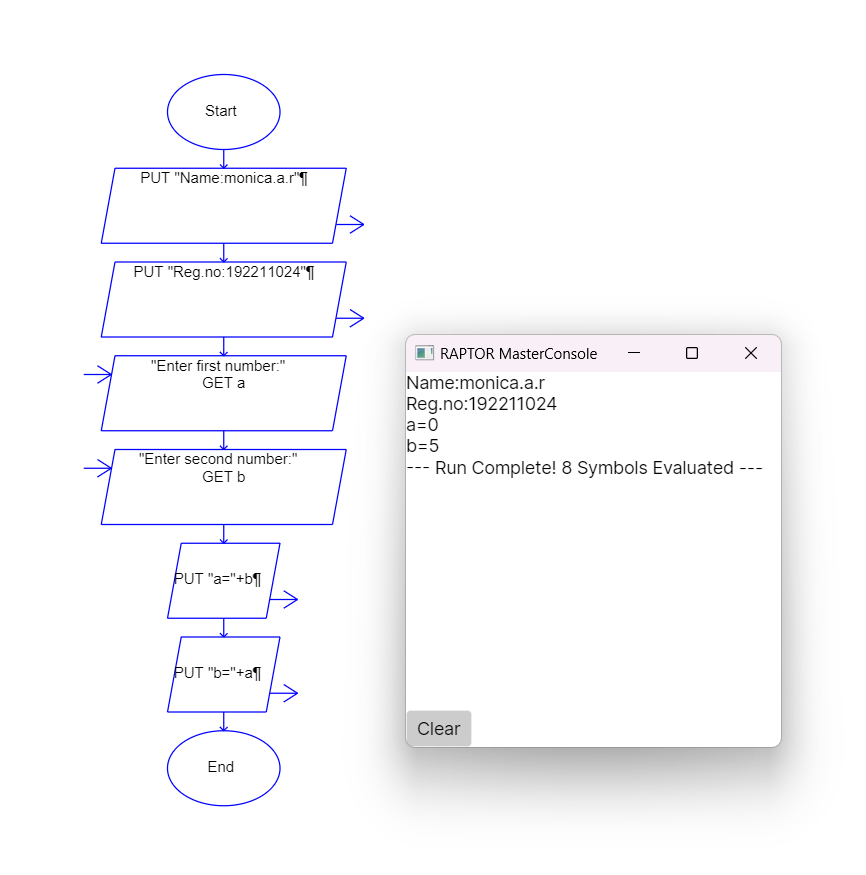 Start
PUT "Name:monica.a.r"¶
PUT "Reg.no:192211024"¶
"Enter first number:"
GET a
"Enter second number:"
GET b
PUT "a="+b¶
PUT "b="+a¶
End
RAPTOR MasterConsole
Name:monica.a.r
Reg.no:192211024
a=0
b=5
--- Run Complete! 8 Symbols Evaluated ---
Clear